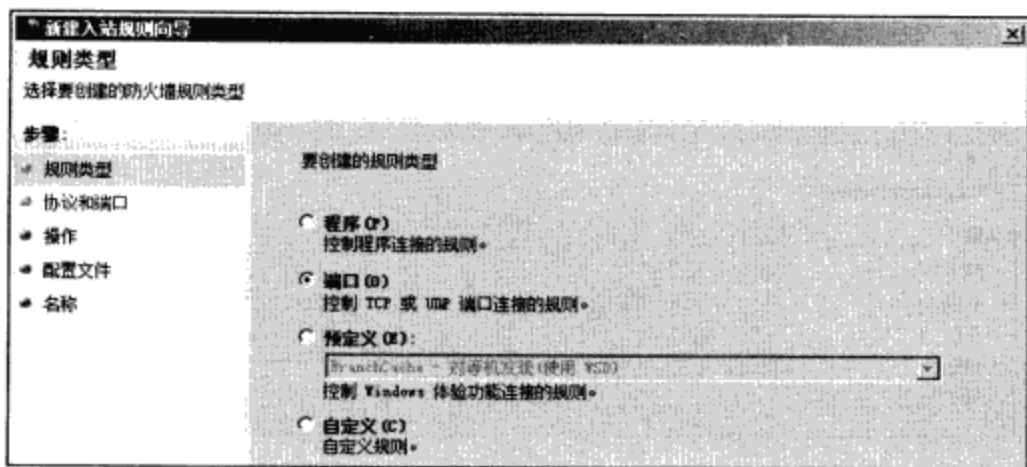 新建入站规则向导
规则类型
选择要创建的防火墙规则类型
步骤:
规则类型
协议和端口
操作
配置文件
名称
要创建的规则类型
程序(P)
控制程序连接的规则。
端口(O)
控制 TCP 或 UDP 端口连接的规则。
预定义(E):
BranchCache - 对等机发现(使用 WSD)
控制 Windows 体验功能连接的规则。
自定义(C)
自定义规则。